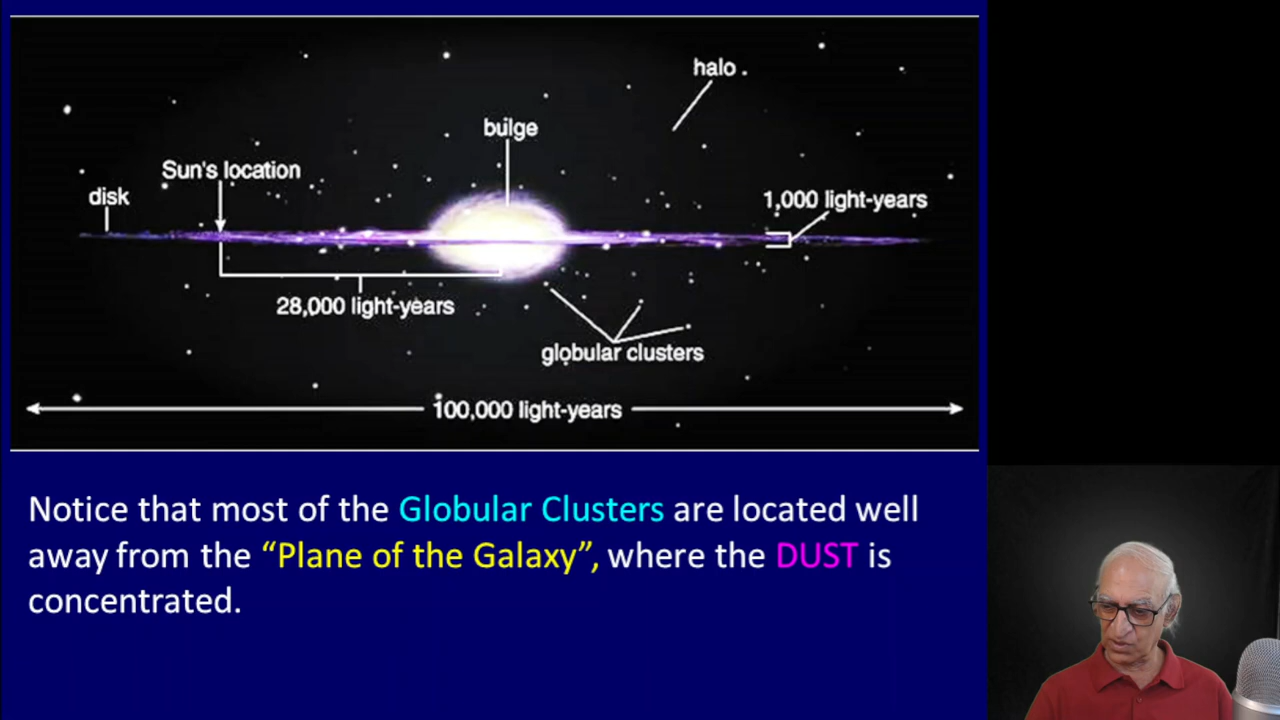 halo
bulge
Sun's location
disk
1,000 light-years
28,000 light-years
globular clusters
100,000 light-years
Notice that most of the Globular Clusters are located well
away from the “Plane of the Galaxy”, where the DUST is
concentrated.